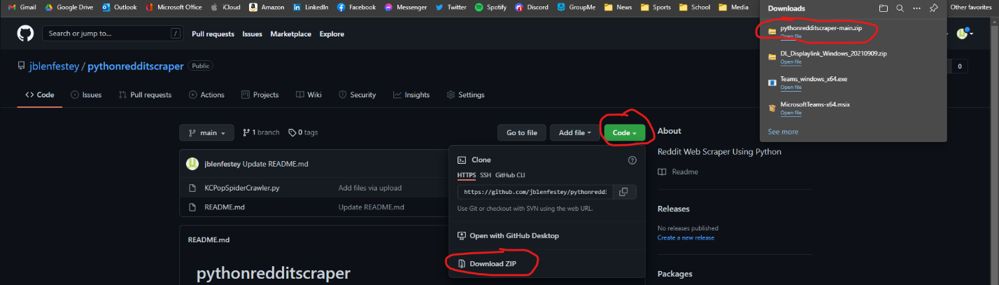 Gmail Google Drive Outlook Microsoft Office iCloud Amazon LinkedIn Facebook Messenger Twitter Spotify Discord GroupMe News Sports School Media Other favorites
Downloads
pythonredditscraper-main.zip
Open file
DL_Displaylink_Windows_20210909.zip
Open file
Teams_windows_x64.exe
Open file
MicrosoftTeams-x64.msix
Open file
See more
Search or jump to... /
Pull requests Issues Marketplace Explore
jblenfestey / pythonredditscraper Public
0
Code Issues Pull requests Actions Projects Wiki Security Insights Settings
main 1 branch 0 tags Go to file Add file Code
jblenfestey Update README.md
KCPopSpiderCrawler.py Add files via upload
README.md Update README.md
README.md
pythonredditscraper
Clone
HTTPS SSH GitHub CLI
https://github.com/jblenfestey/pythonreddi
Use Git or checkout with SVN using the web URL.
Open with GitHub Desktop
Download ZIP
About
Reddit Web Scraper Using Python
Readme
Releases
No releases published
Create a new release
Packages